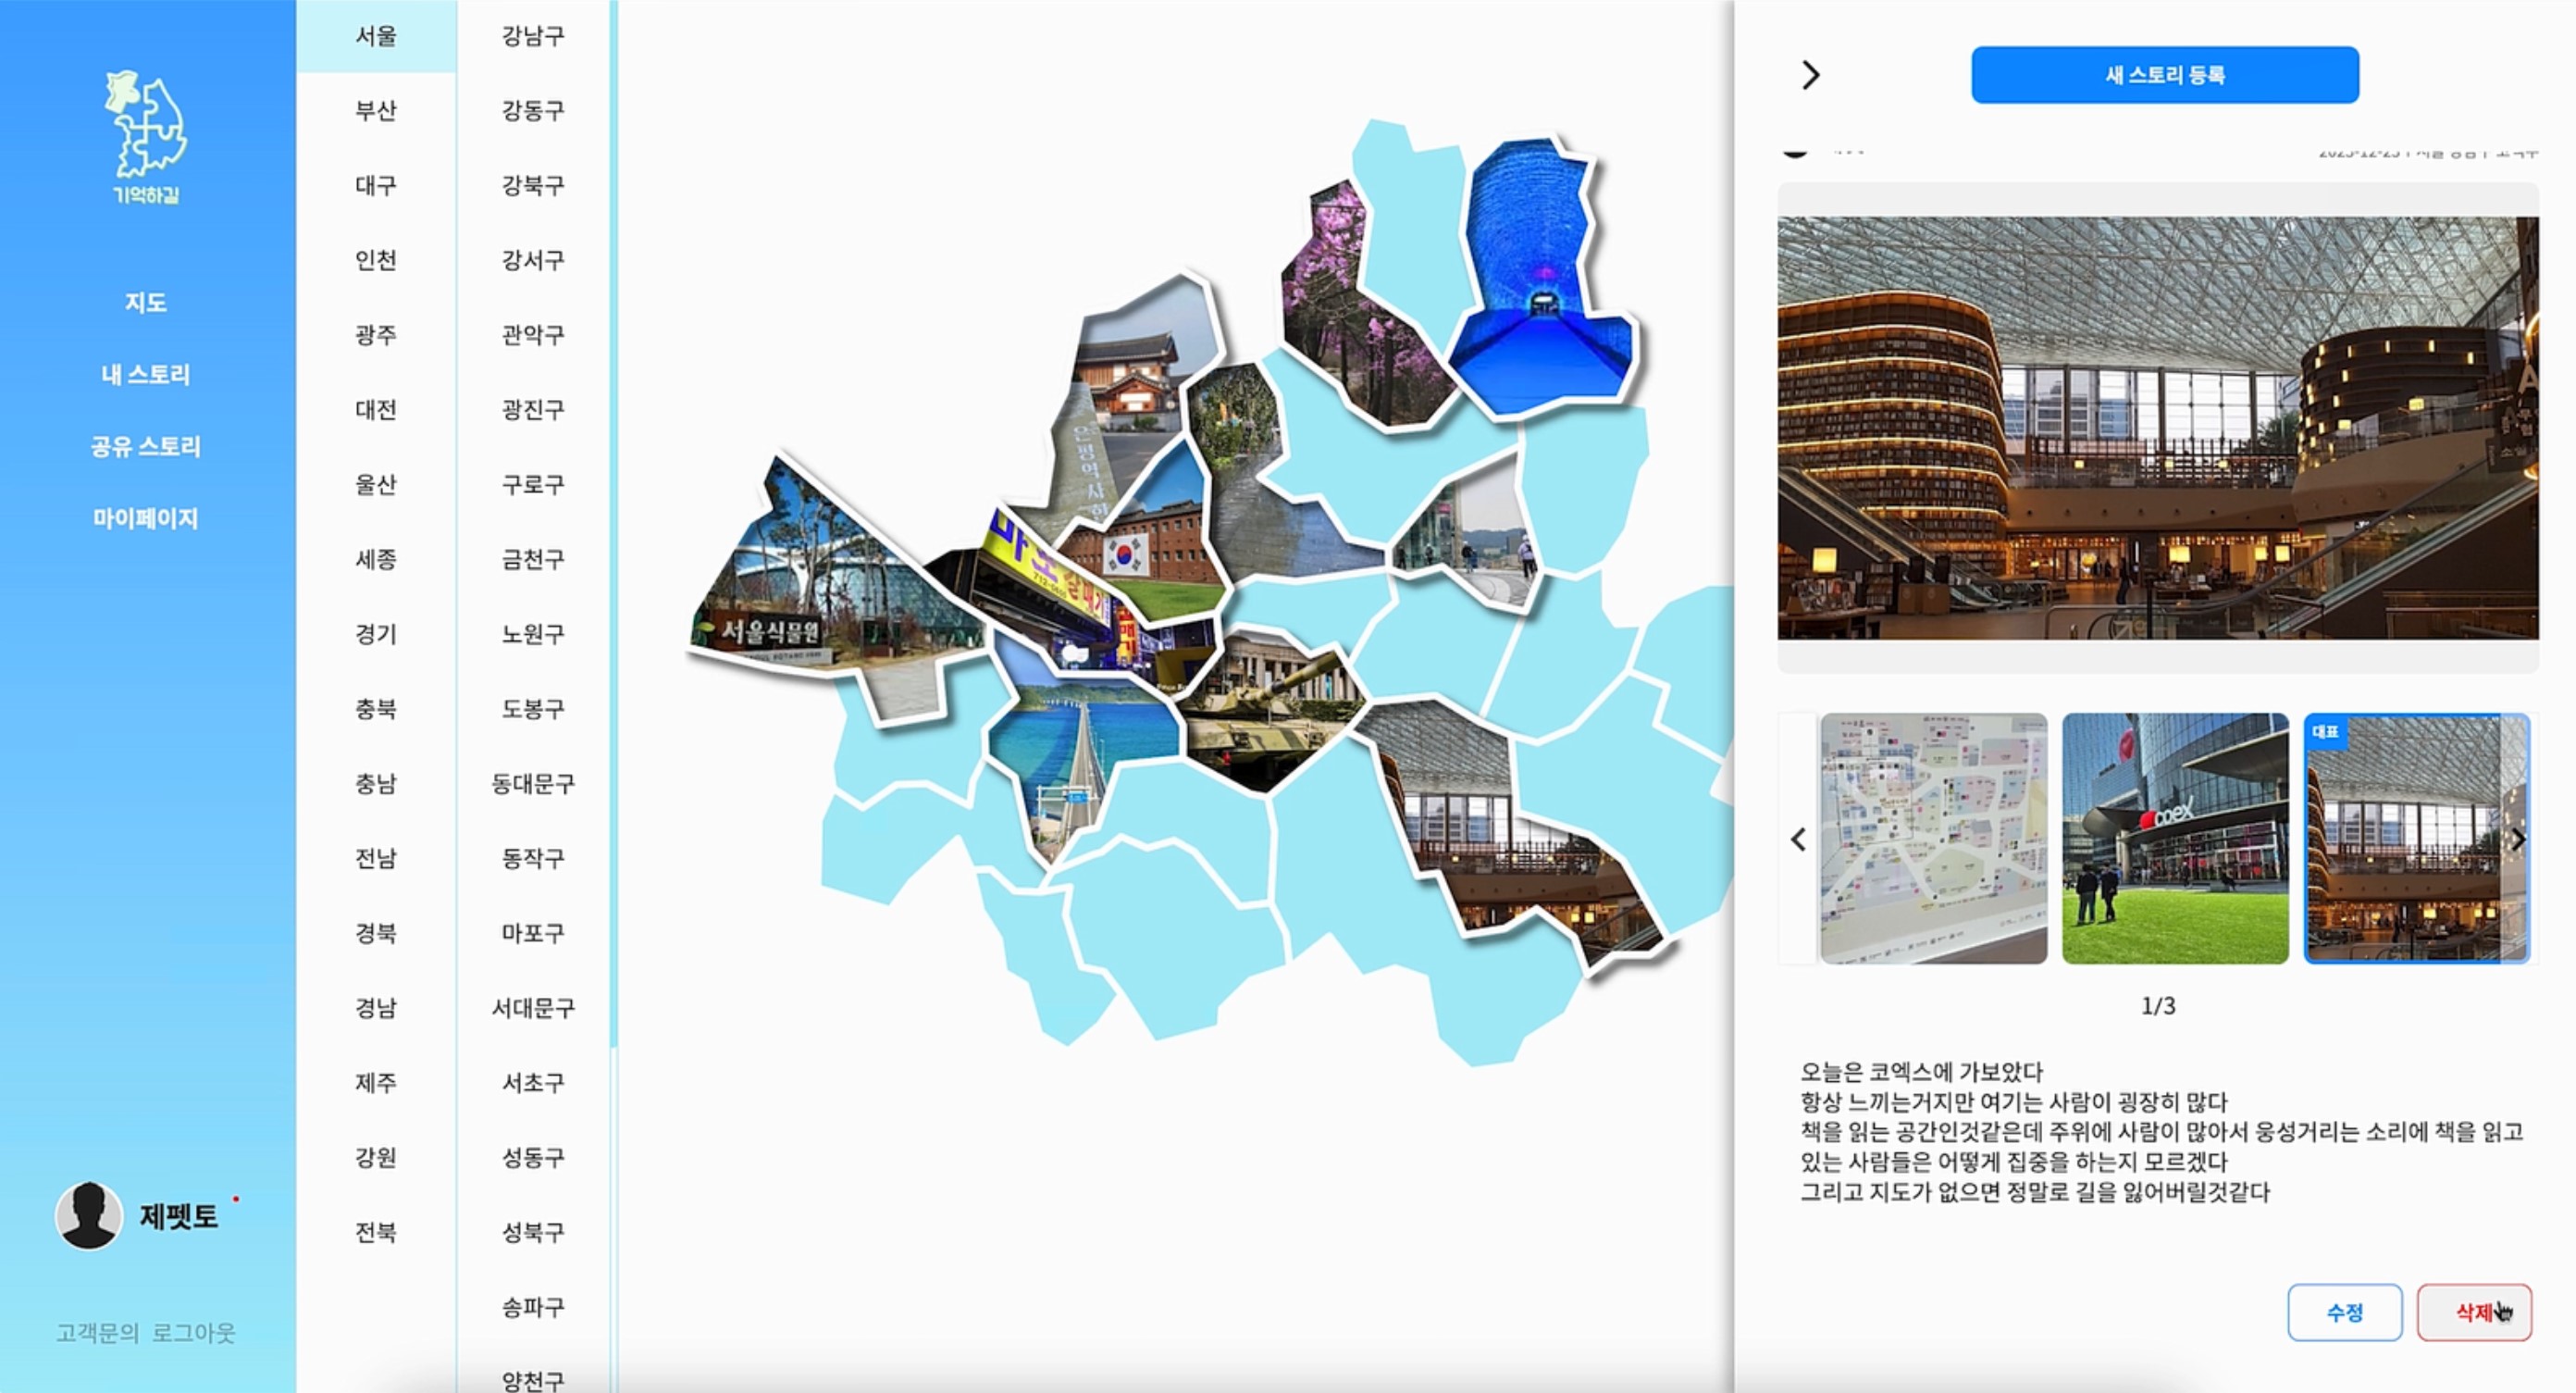 기억하길
지도
내 스토리
공유 스토리
마이페이지
제펫토
고객문의 로그아웃
서울
부산
대구
인천
광주
대전
울산
세종
경기
충북
충남
전남
경북
경남
제주
강원
전북
강남구
강동구
강북구
강서구
관악구
광진구
구로구
금천구
노원구
도봉구
동대문구
동작구
마포구
서대문구
서초구
성동구
성북구
송파구
양천구
은평역사한
마포갈매기
712-
서울식물원
새 스토리 등록
대표
coex
1/3
오늘은 코엑스에 가보았다
항상 느끼는거지만 여기는 사람이 굉장히 많다
책을 읽는 공간인것같은데 주위에 사람이 많아서 웅성거리는 소리에 책을 읽고
있는 사람들은 어떻게 집중을 하는지 모르겠다
그리고 지도가 없으면 정말로 길을 잃어버릴것같다
수정
삭제